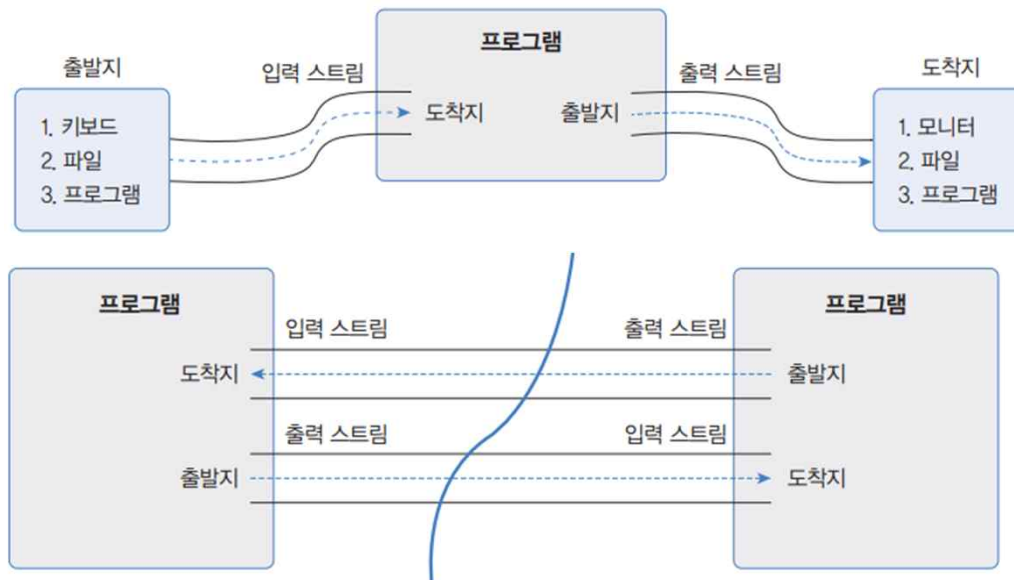 프로그램
출발지
입력 스트림
출력 스트림
도착지
1. 키보드
2. 파일
3. 프로그램
도착지
출발지
1. 모니터
2. 파일
3. 프로그램
프로그램
프로그램
입력 스트림
출력 스트림
도착지
출발지
출력 스트림
입력 스트림
출발지
도착지